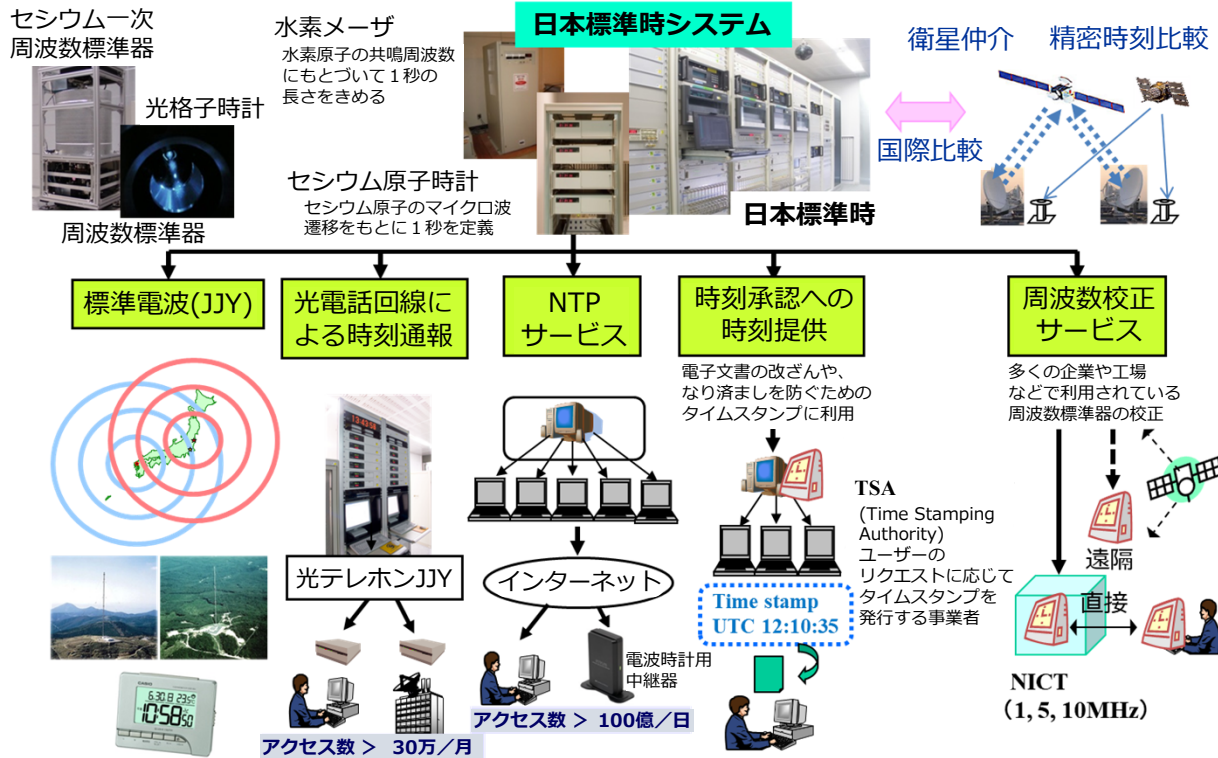 セシウム一次
周波数標準器
光格子時計
周波数標準器
水素メーザ
水素原子の共鳴周波数
にもとづいて１秒の
長さをきめる
セシウム原子時計
セシウム原子のマイクロ波
遷移をもとに１秒を定義
日本標準時システム
日本標準時
国際比較
衛星仲介
精密時刻比較
標準電波(JJY)
光電話回線に
よる時刻通報
NTP
サービス
時刻承認への
時刻提供
周波数校正
サービス
電子文書の改ざんや、
なり済ましを防ぐための
タイムスタンプに利用
多くの企業や工場
などで利用されている
周波数標準器の校正
CASIO
6.30.日 23.5
10:58 50
光テレホンJJY
アクセス数 ＞ 30万／月
インターネット
電波時計用
中継器
アクセス数 ＞ 100億／日
TSA
(Time Stamping
Authority)
ユーザーの
リクエストに応じて
タイムスタンプを
発行する事業者
Time stamp
UTC 12:10:35
遠隔
直接
NICT
（1, 5, 10MHz）